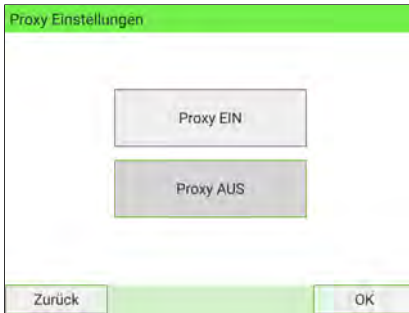 Proxy Einstellungen
Proxy EIN
Proxy AUS
Zurück
OK